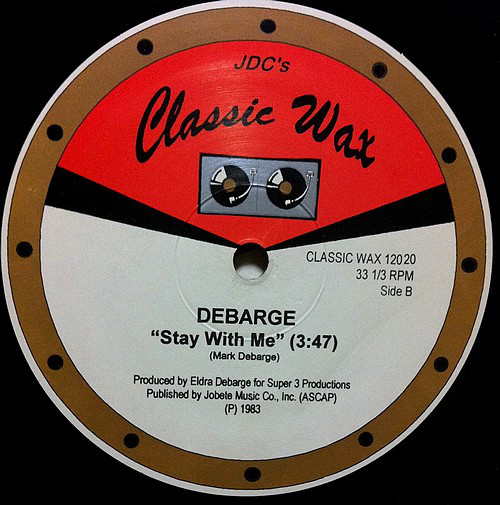 JDC's
Classic Wax
CLASSIC WAX 12020
33 1/3 RPM
Side B
DEBARGE
“Stay With Me” (3:47)
(Mark Debarge)
Produced by Eldra Debarge for Super 3 Productions
Published by Jobete Music Co., Inc. (ASCAP)
(P) 1983